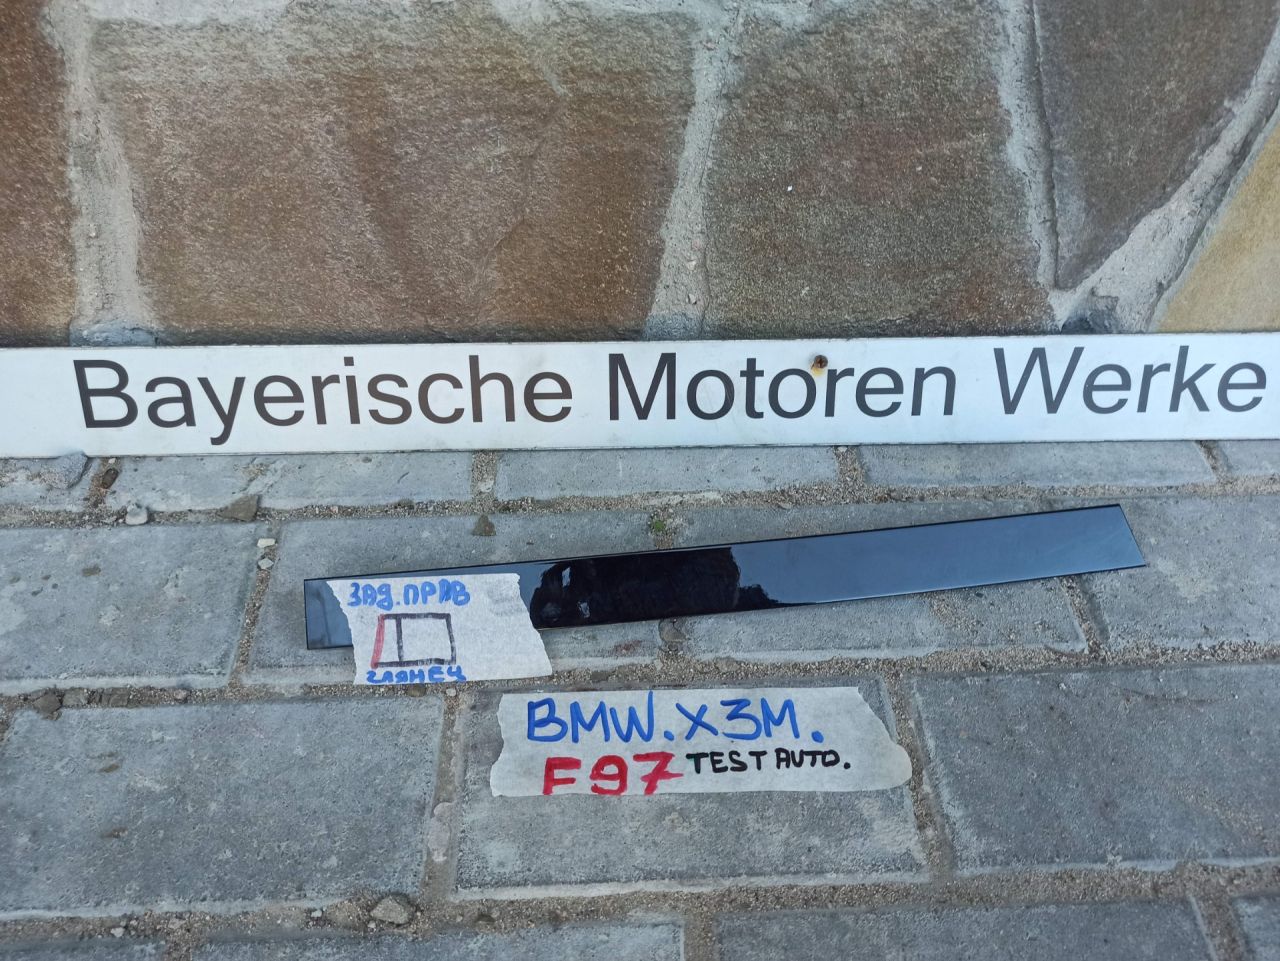 Bayerische Motoren Werke
ЗАД.ПРАВ
ГЛЯНЕЦ
BMW.X3M.
F97 TEST AUTO.